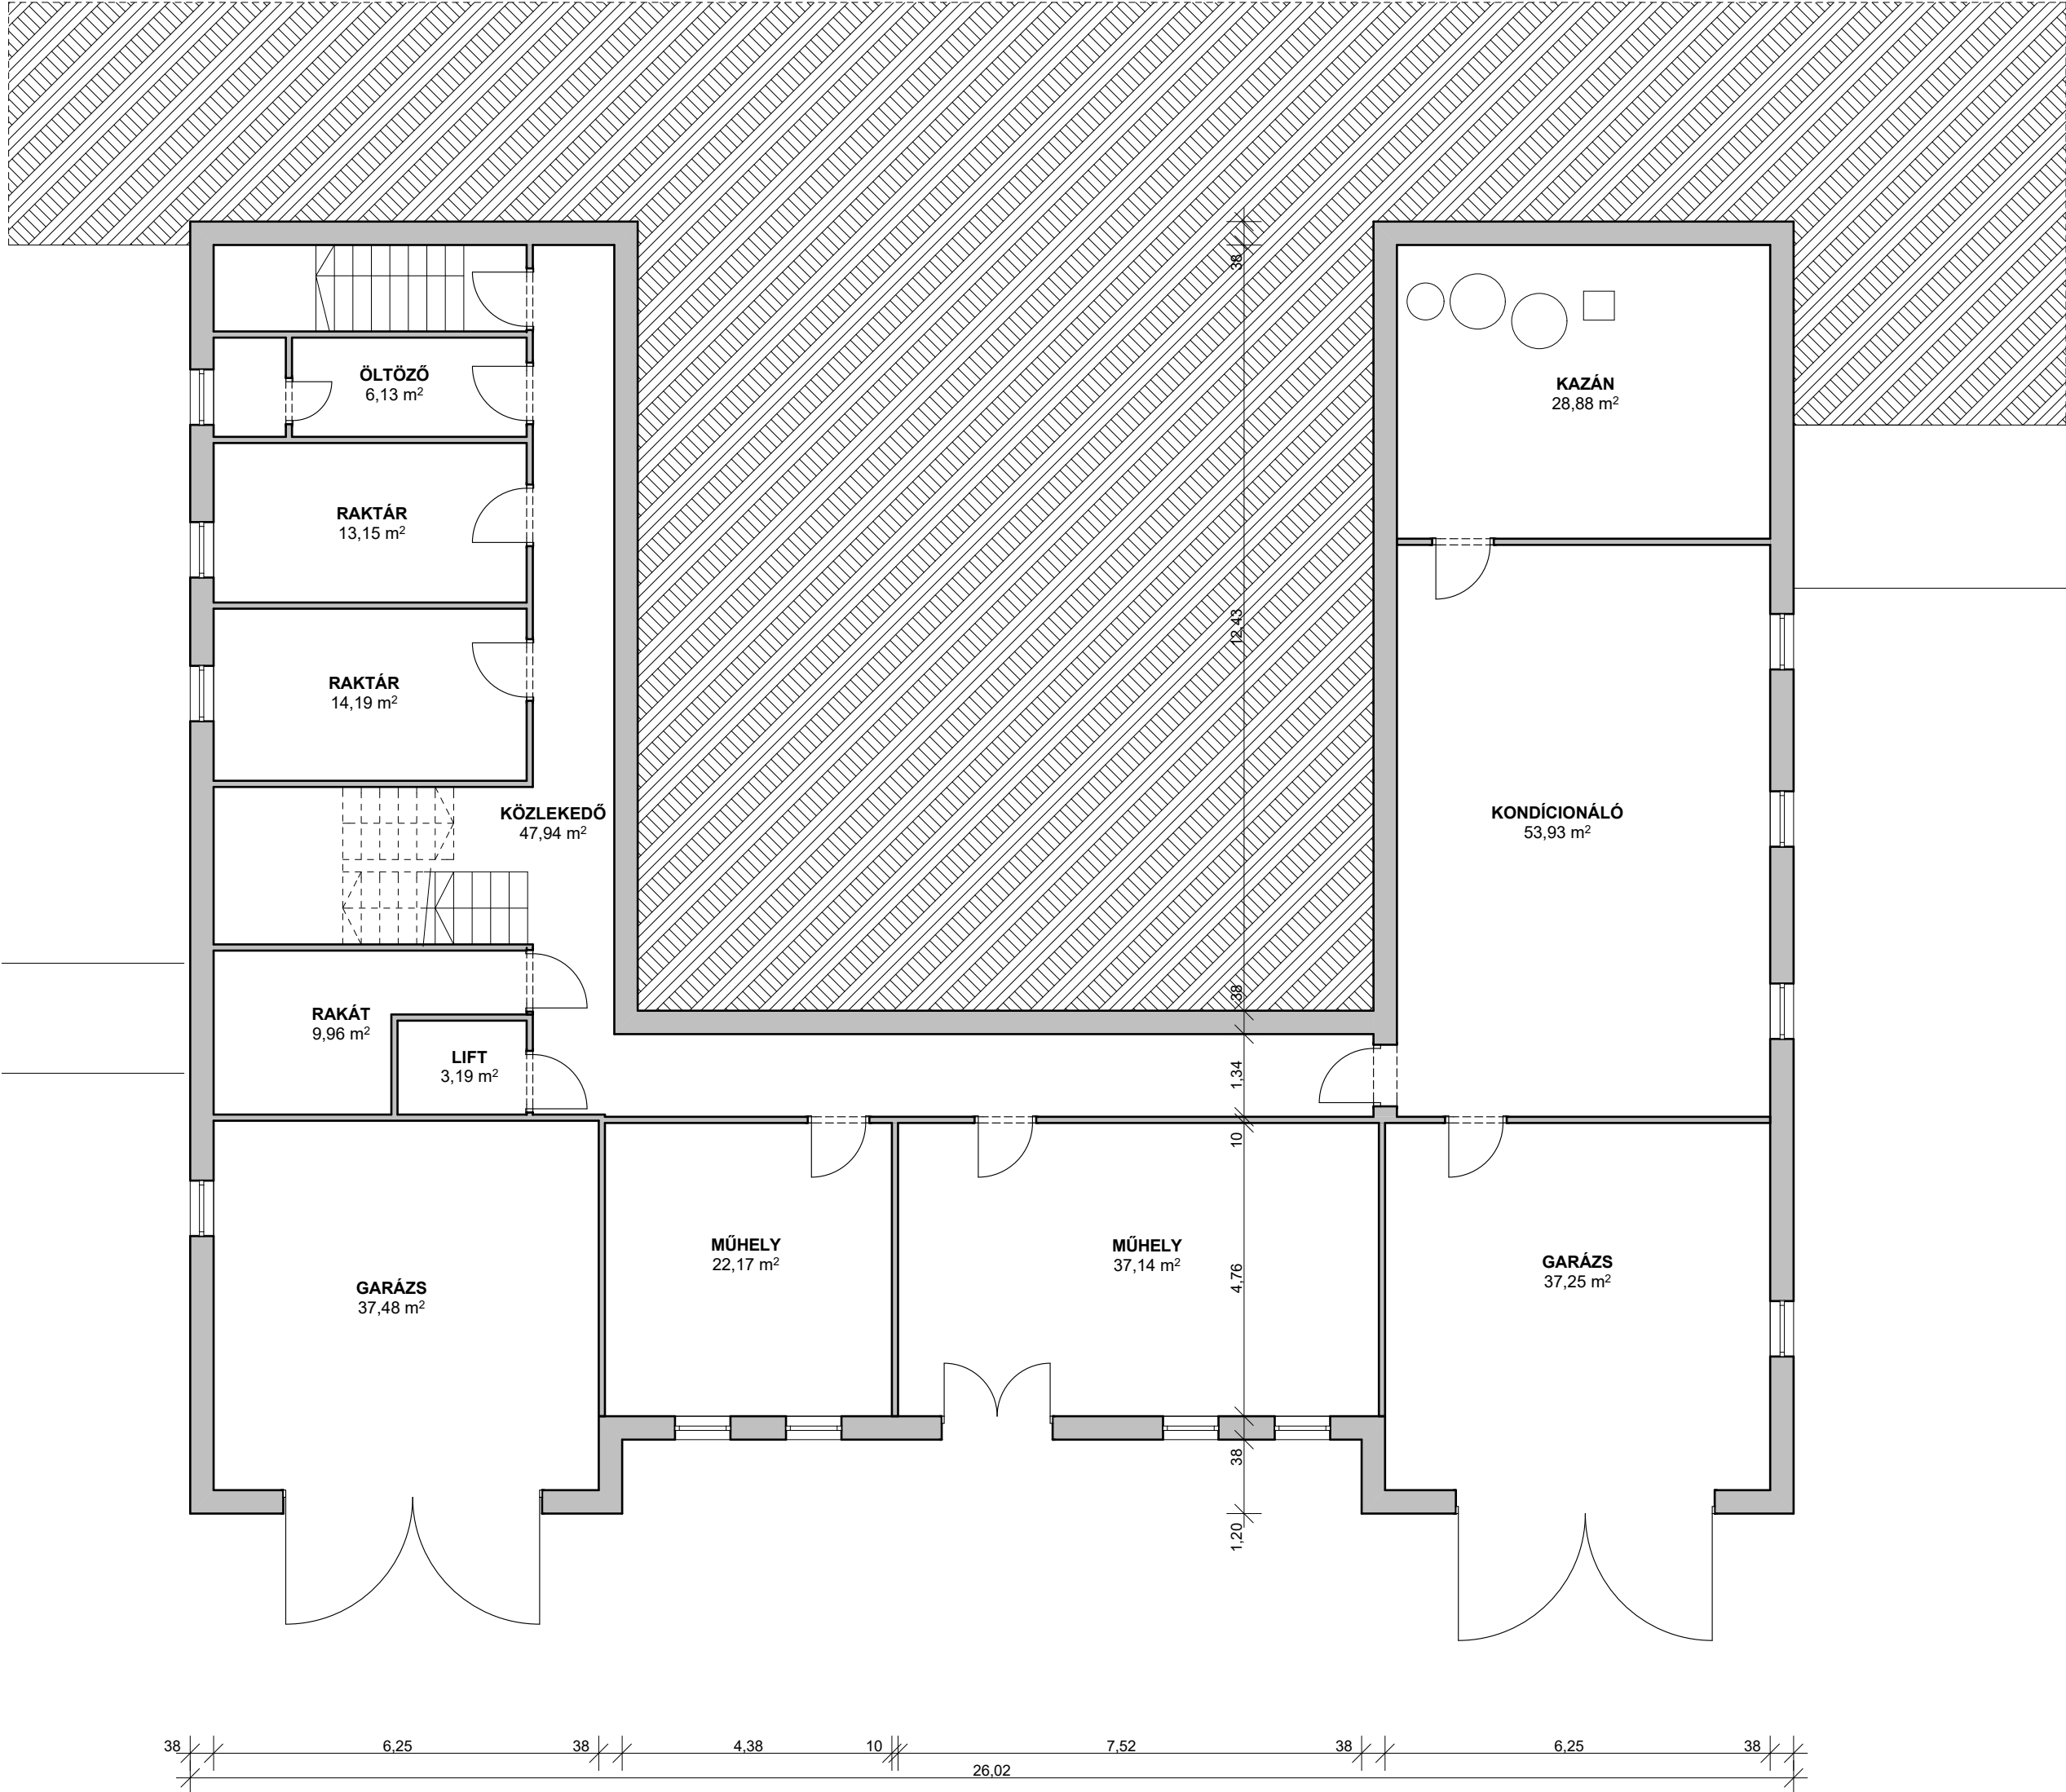 38
ÖLTÖZŐ
6,13 m²
KAZÁN
28,88 m²
RAKTÁR
13,15 m²
12,43
RAKTÁR
14,19 m²
KÖZLEKEDŐ
47,94 m²
KONDÍCIONÁLÓ
53,93 m²
38
RAKÁT
9,96 m²
LIFT
3,19 m²
1,34
10
MŰHELY
22,17 m²
MŰHELY
37,14 m²
4,76
GARÁZS
37,25 m²
GARÁZS
37,48 m²
38
1,20
38 6,25 38 4,38 10 7,52 38 6,25 38
26,02